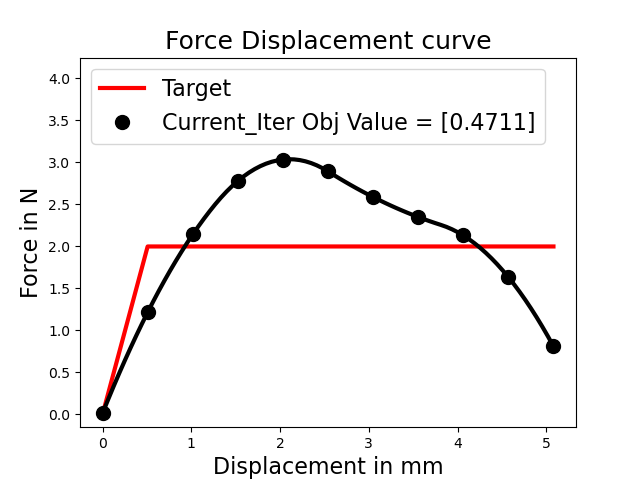 Force Displacement curve
Target
Current_Iter Obj Value = [0.4711]
4.0
3.5
3.0
2.5
2.0
1.5
1.0
0.5
0.0
Force in N
0 1 2 3 4 5
Displacement in mm